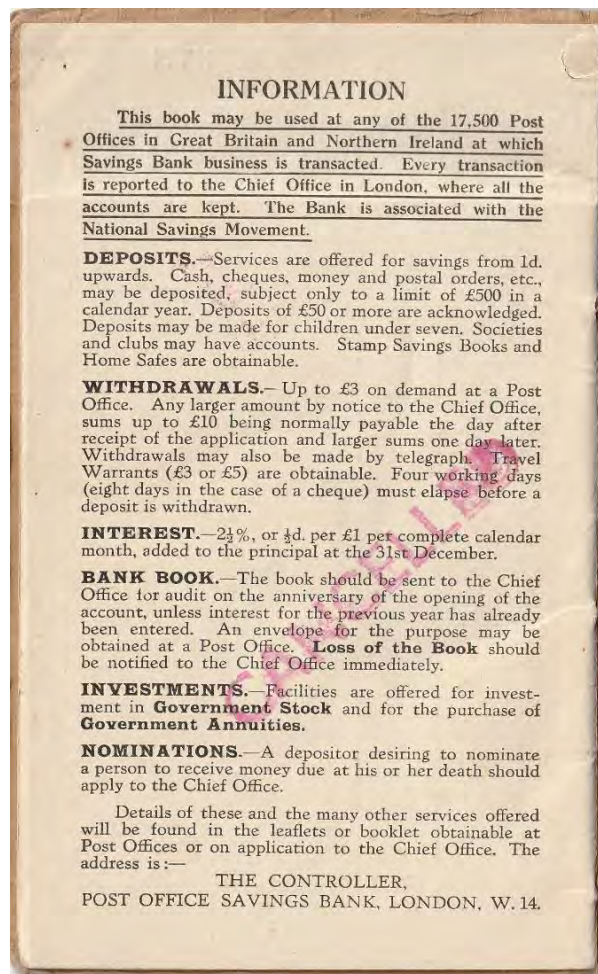 INFORMATION
This book may be used at any of the 17,500 Post
Offices in Great Britain and Northern Ireland at which
Savings Bank business is transacted. Every transaction
is reported to the Chief Office in London, where all the
accounts are kept. The Bank is associated with the
National Savings Movement.
DEPOSITS.—Services are offered for savings from 1d.
upwards. Cash, cheques, money and postal orders, etc.,
may be deposited, subject only to a limit of £500 in a
calendar year. Deposits of £50 or more are acknowledged.
Deposits may be made for children under seven. Societies
and clubs may have accounts. Stamp Savings Books and
Home Safes are obtainable.
WITHDRAWALS.—Up to £3 on demand at a Post
Office. Any larger amount by notice to the Chief Office,
sums up to £10 being normally payable the day after
receipt of the application and larger sums one day later.
Withdrawals may also be made by telegraph. Travel
Warrants (£3 or £5) are obtainable. Four working days
(eight days in the case of a cheque) must elapse before a
deposit is withdrawn.
INTEREST.—2½%, or ½d. per £1 per complete calendar
month, added to the principal at the 31st December.
BANK BOOK.—The book should be sent to the Chief
Office for audit on the anniversary of the opening of the
account, unless interest for the previous year has already
been entered. An envelope for the purpose may be
obtained at a Post Office. Loss of the Book should
be notified to the Chief Office immediately.
INVESTMENTS.—Facilities are offered for invest-
ment in Government Stock and for the purchase of
Government Annuities.
NOMINATIONS.—A depositor desiring to nominate
a person to receive money due at his or her death should
apply to the Chief Office.
Details of these and the many other services offered
will be found in the leaflets or booklet obtainable at
Post Offices or on application to the Chief Office. The
address is :—
THE CONTROLLER,
POST OFFICE SAVINGS BANK, LONDON, W. 14.
CANCELLED